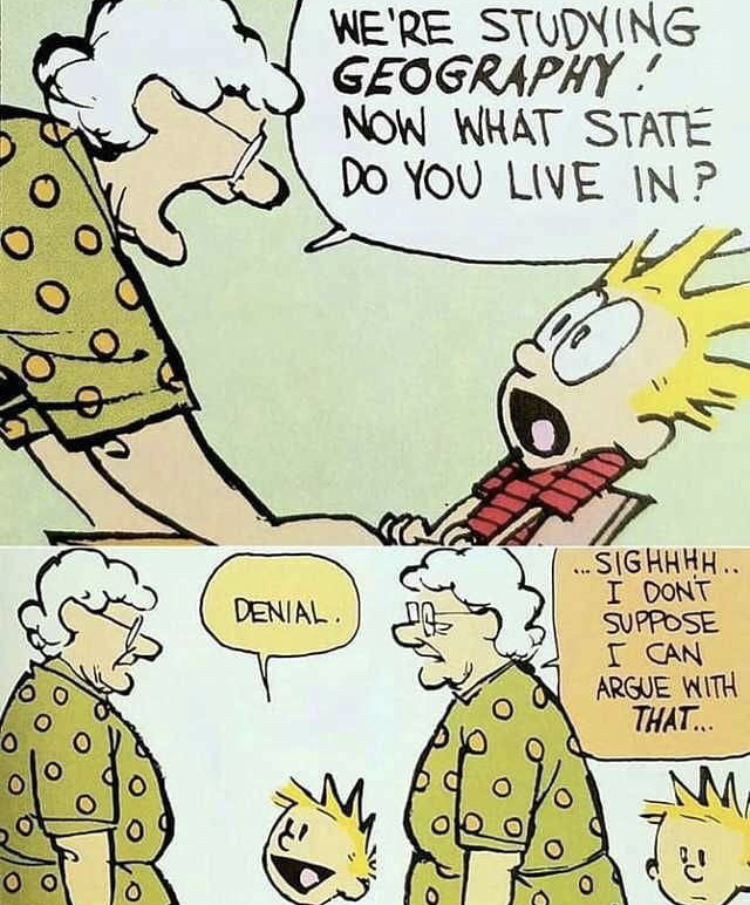 WE'RE STUDYING
GEOGRAPHY!
NOW WHAT STATE
DO YOU LIVE IN?
DENIAL.
...SIGHHHH..
I DON'T
SUPPOSE
I CAN
ARGUE WITH
THAT...